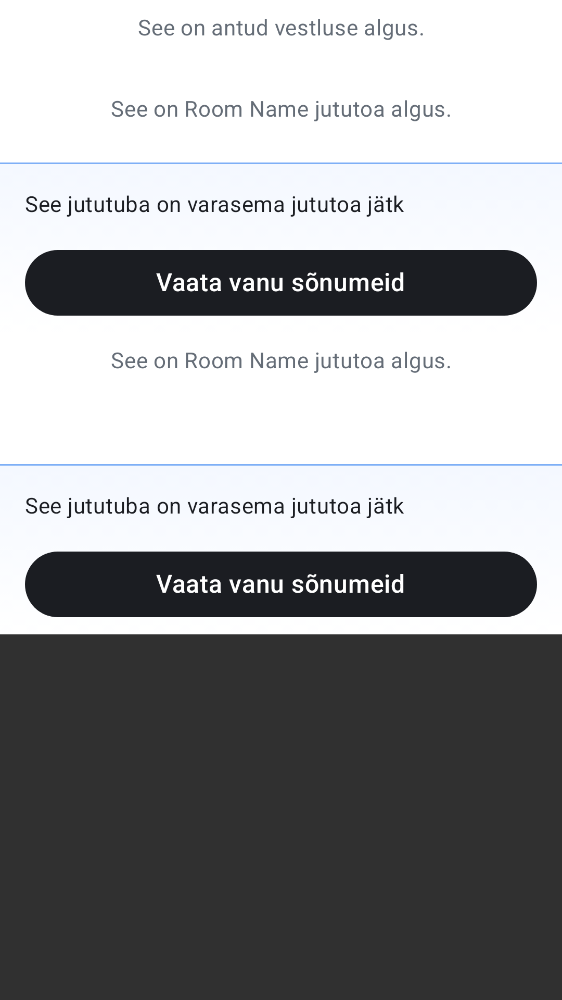 See on antud vestluse algus.
See on Room Name jututoa algus.
See jututuba on varasema jututoa jätk
Vaata vanu sõnumeid
See on Room Name jututoa algus.
See jututuba on varasema jututoa jätk
Vaata vanu sõnumeid